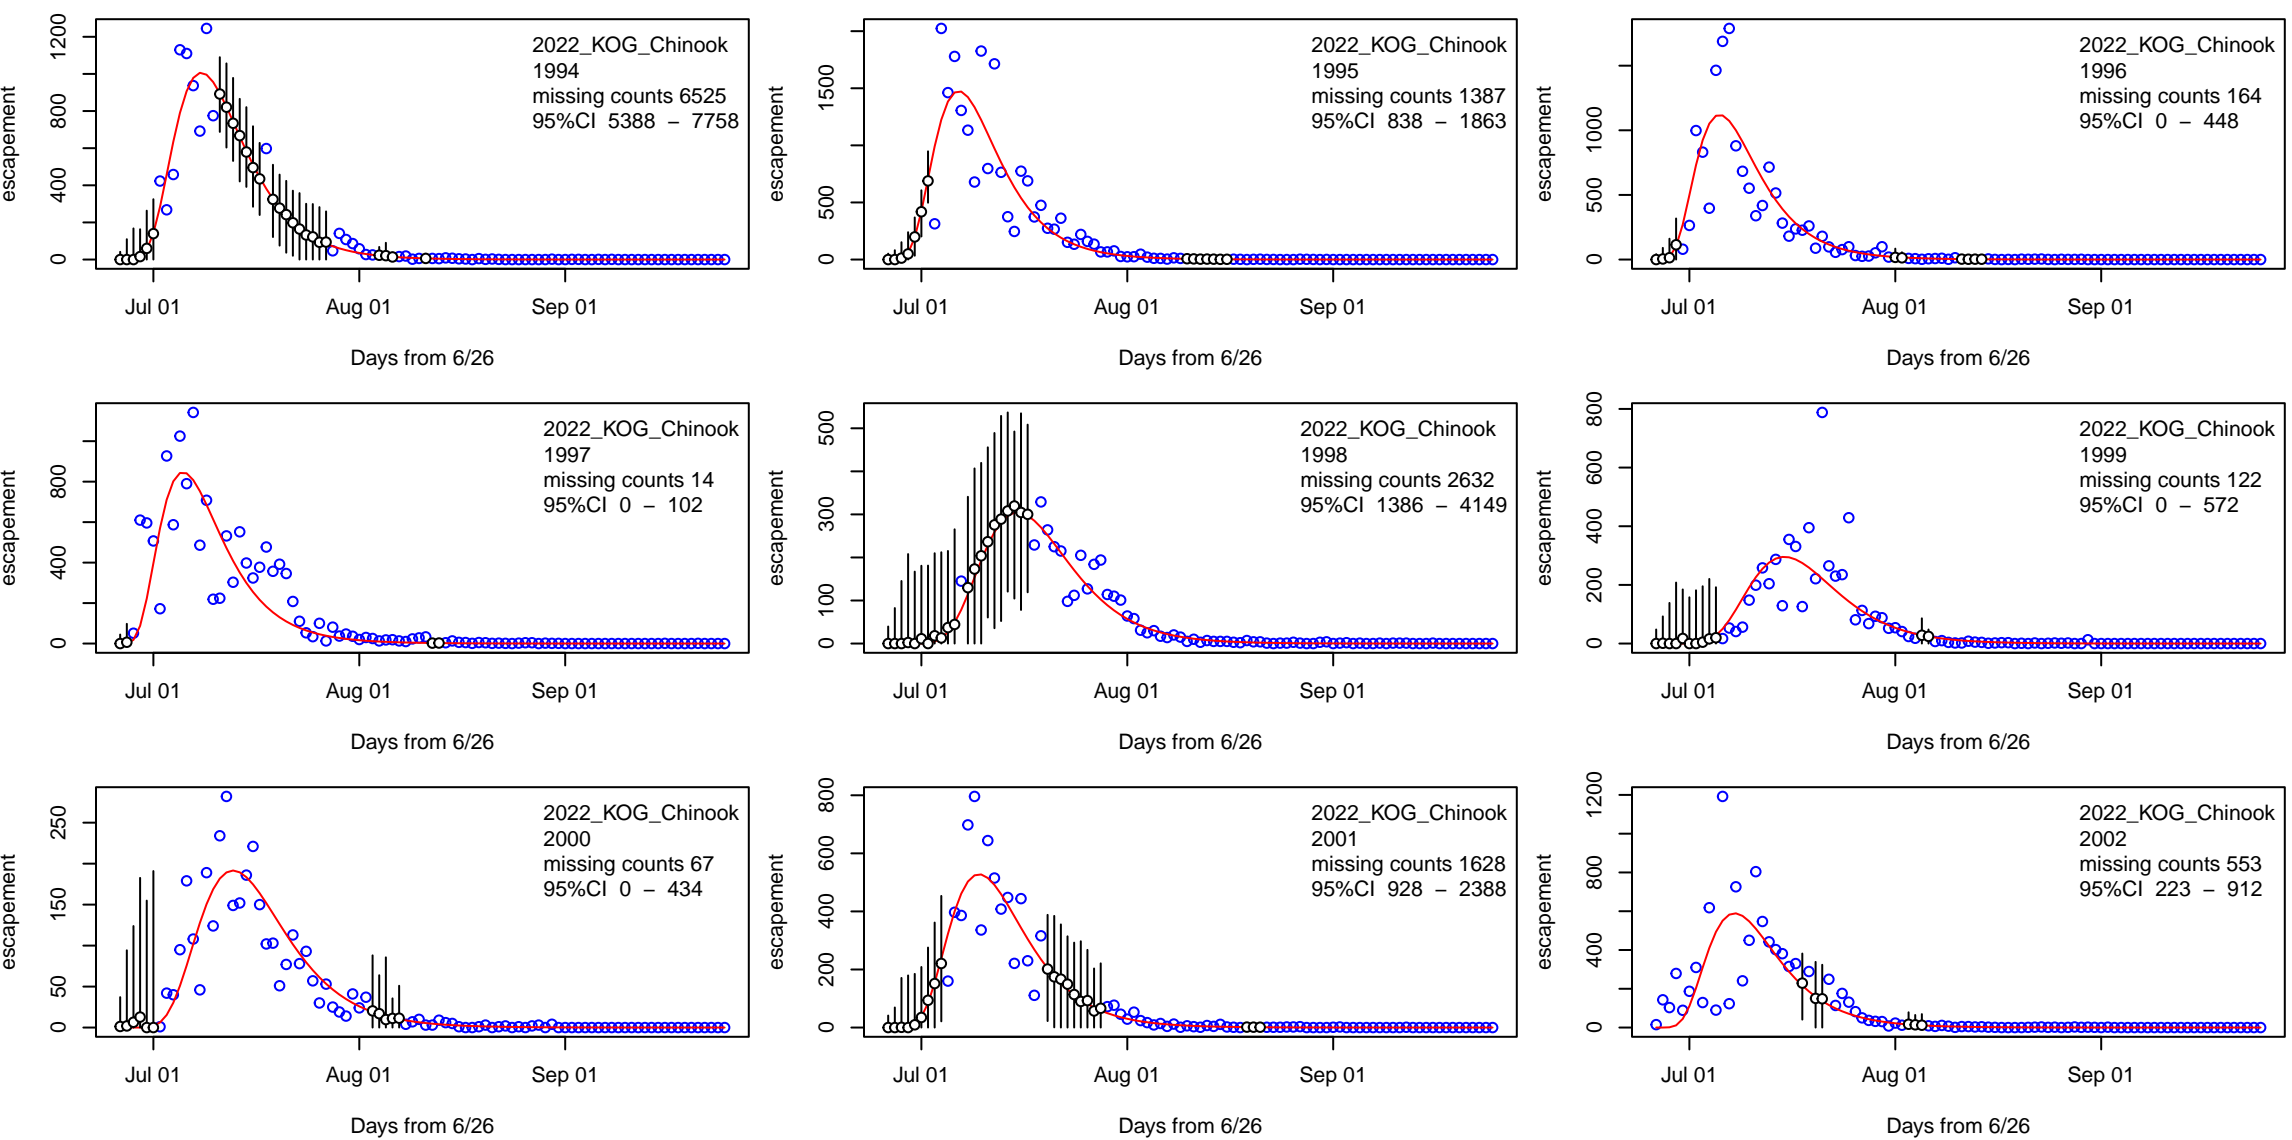 2022_KOG_Chinook
1994
missing counts 6525
95%CI 5388 − 7758
escapement
0
400
800
1200
Jul 01
Aug 01
Sep 01
Days from 6/26
2022_KOG_Chinook
1995
missing counts 1387
95%CI 838 − 1863
escapement
0
500
1500
Jul 01
Aug 01
Sep 01
Days from 6/26
2022_KOG_Chinook
1996
missing counts 164
95%CI 0 − 448
escapement
0
500
1000
Jul 01
Aug 01
Sep 01
Days from 6/26
2022_KOG_Chinook
1997
missing counts 14
95%CI 0 − 102
escapement
0
400
800
Jul 01
Aug 01
Sep 01
Days from 6/26
2022_KOG_Chinook
1998
missing counts 2632
95%CI 1386 − 4149
escapement
0
100
300
500
Jul 01
Aug 01
Sep 01
Days from 6/26
2022_KOG_Chinook
1999
missing counts 122
95%CI 0 − 572
escapement
0
200
400
600
800
Jul 01
Aug 01
Sep 01
Days from 6/26
2022_KOG_Chinook
2000
missing counts 67
95%CI 0 − 434
escapement
0
50
150
250
Jul 01
Aug 01
Sep 01
Days from 6/26
2022_KOG_Chinook
2001
missing counts 1628
95%CI 928 − 2388
escapement
0
200
400
600
800
Jul 01
Aug 01
Sep 01
Days from 6/26
2022_KOG_Chinook
2002
missing counts 553
95%CI 223 − 912
escapement
0
400
800
1200
Jul 01
Aug 01
Sep 01
Days from 6/26